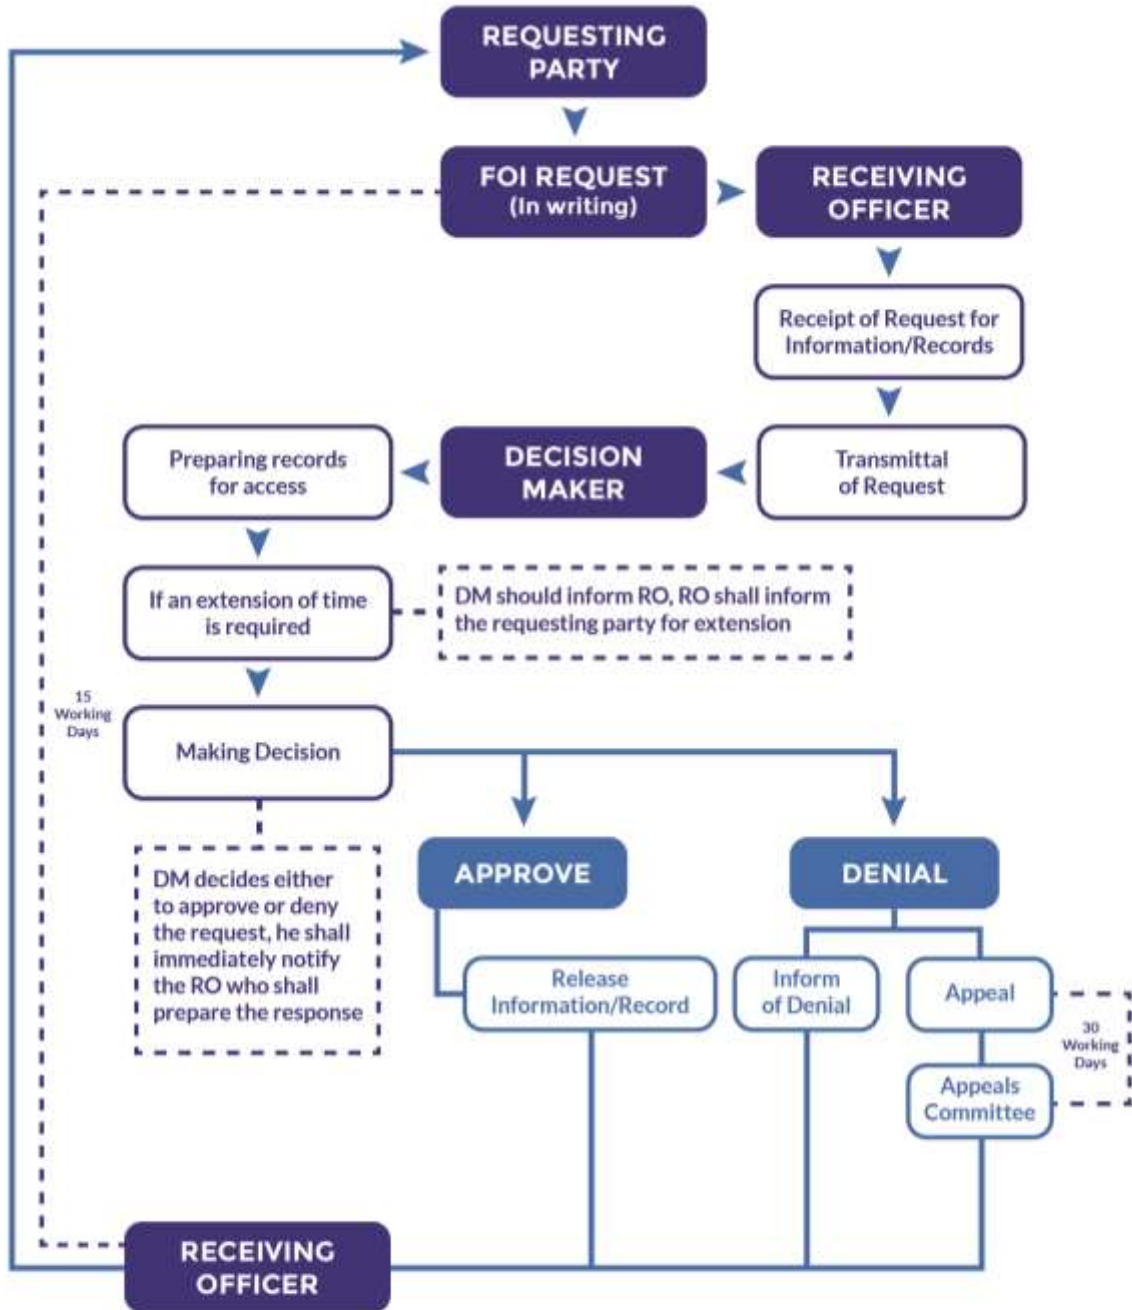 REQUESTING
PARTY
FOI REQUEST
(In writing)
RECEIVING
OFFICER
Receipt of Request for
Information/Records
Transmittal
of Request
DECISION
MAKER
Preparing records
for access
If an extension of time
is required
DM should inform RO, RO shall inform
the requesting party for extension
15
Working
Days
Making Decision
DM decides either
to approve or deny
the request, he shall
immediately notify
the RO who shall
prepare the response
APPROVE
DENIAL
Release
Information/Record
Inform
of Denial
Appeal
30
Working
Days
Appeals
Committee
RECEIVING
OFFICER